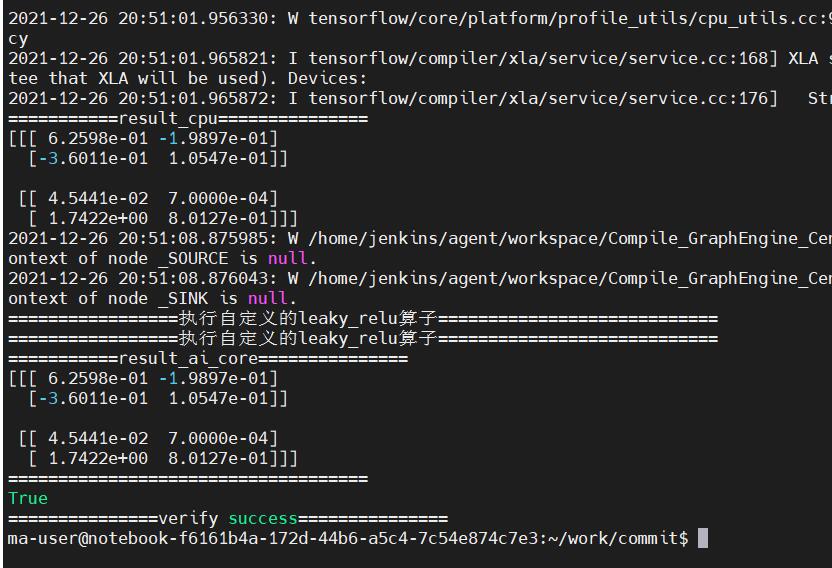 2021-12-26 20:51:01.956330: W tensorflow/core/platform/profile_utils/cpu_utils.cc:9
cy
2021-12-26 20:51:01.965821: I tensorflow/compiler/xla/service/service.cc:168] XLA s
tee that XLA will be used). Devices:
2021-12-26 20:51:01.965872: I tensorflow/compiler/xla/service/service.cc:176]   Str
===========result_cpu===============
[[[ 6.2598e-01 -1.9897e-01]
  [-3.6011e-01  1.0547e-01]]
 [[ 4.5441e-02  7.0000e-04]
  [ 1.7422e+00  8.0127e-01]]]
2021-12-26 20:51:08.875985: W /home/jenkins/agent/workspace/Compile_GraphEngine_Cen
ontext of node _SOURCE is null.
2021-12-26 20:51:08.876043: W /home/jenkins/agent/workspace/Compile_GraphEngine_Cen
ontext of node _SINK is null.
=================执行自定义的leaky_relu算子============================
=================执行自定义的leaky_relu算子============================
===========result_ai_core===============
[[[ 6.2598e-01 -1.9897e-01]
  [-3.6011e-01  1.0547e-01]]
 [[ 4.5441e-02  7.0000e-04]
  [ 1.7422e+00  8.0127e-01]]]
====================================
True
===============verify success===============
ma-user@notebook-f6161b4a-172d-44b6-a5c4-7c54e874c7e3:~/work/commit$